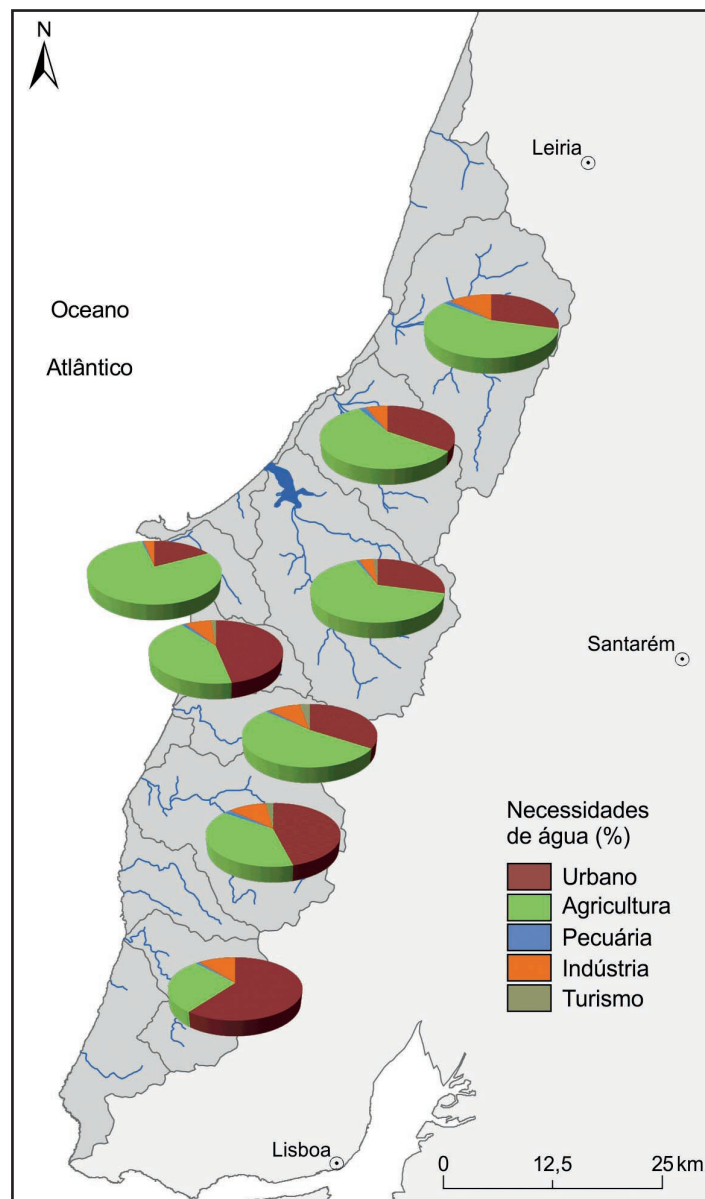 N
Leiria
Oceano
Atlântico
Santarém
Necessidades
de água (%)
Urbano
Agricultura
Pecuária
Indústria
Turismo
Lisboa
0 12,5 25 km